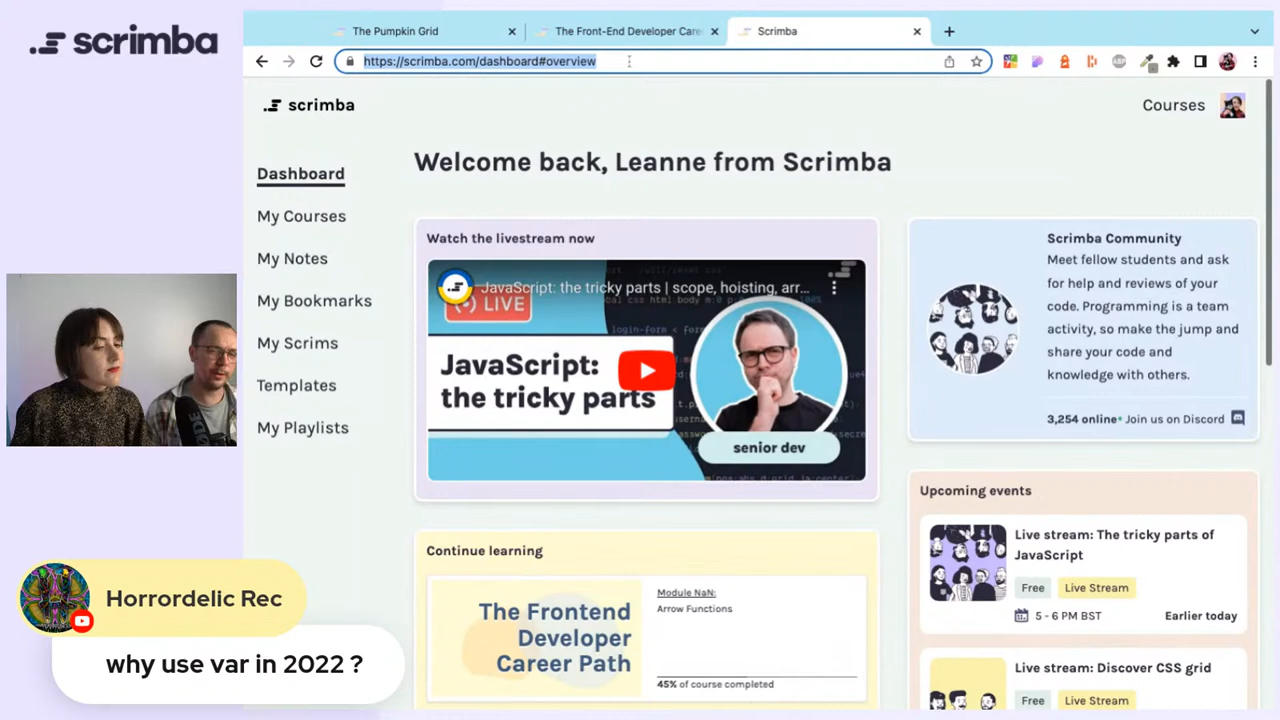 scrimba
The Pumpkin Grid
The Front-End Developer Care
Scrimba
https://scrimba.com/dashboard#overview
scrimba
Courses
Dashboard
My Courses
My Notes
My Bookmarks
My Scrims
Templates
My Playlists
Welcome back, Leanne from Scrimba
Watch the livestream now
JavaScript: the tricky parts | scope, hoisting, arr...
LIVE
JavaScript:
the tricky parts
senior dev
Continue learning
The Frontend
Developer
Career Path
Module NaN:
Arrow Functions
45% of course completed
Scrimba Community
Meet fellow students and ask
for help and reviews of your
code. Programming is a team
activity, so make the jump and
share your code and
knowledge with others.
3,254 online• Join us on Discord
Upcoming events
Live stream: The tricky parts of
JavaScript
Free Live Stream
5 - 6 PM BST Earlier today
Live stream: Discover CSS grid
Free Live Stream
Horrordelic Rec
why use var in 2022 ?